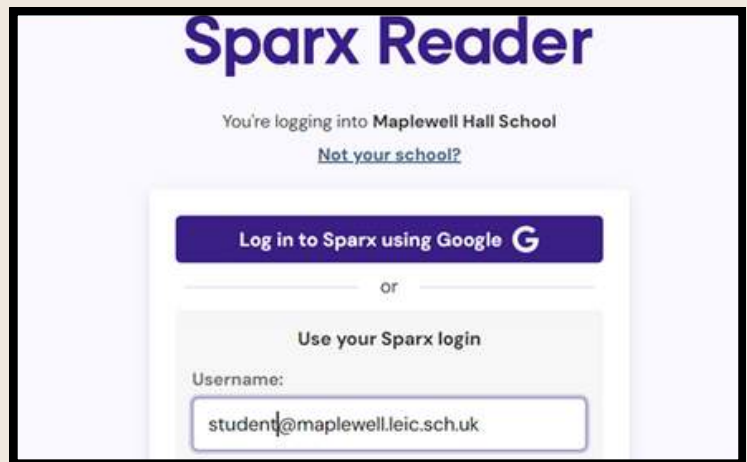 Sparx Reader
You're logging into Maplewell Hall School
Not your school?
Log in to Sparx using Google G
or
Use your Sparx login
Username:
student@maplewell.leic.sch.uk